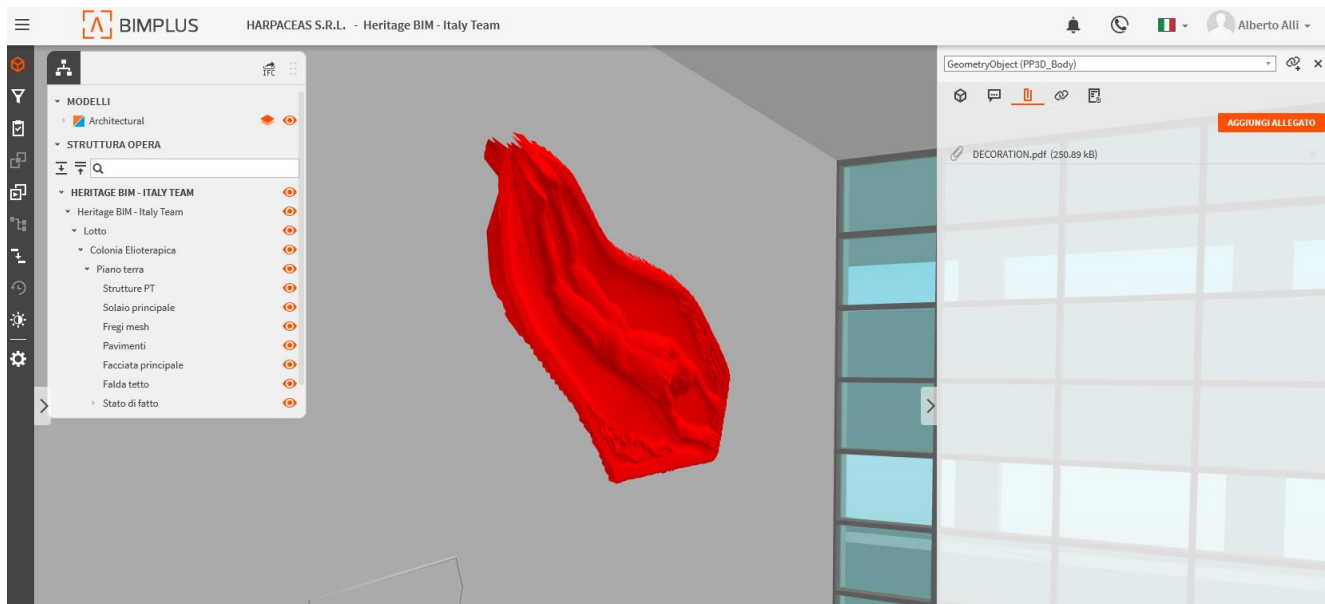 BIMPLUS
HARPACEAS S.R.L. - Heritage BIM - Italy Team
Alberto Alli
IFC
MODELLI
Architectural
STRUTTURA OPERA
HERITAGE BIM - ITALY TEAM
Heritage BIM - Italy Team
Lotto
Colonia Elioterapica
Piano terra
Strutture PT
Solaio principale
Fregi mesh
Pavimenti
Facciata principale
Falda tetto
Stato di fatto
GeometryObject (PP3D_Body)
AGGIUNGI ALLEGATO
DECORATION.pdf (250.89 kB)